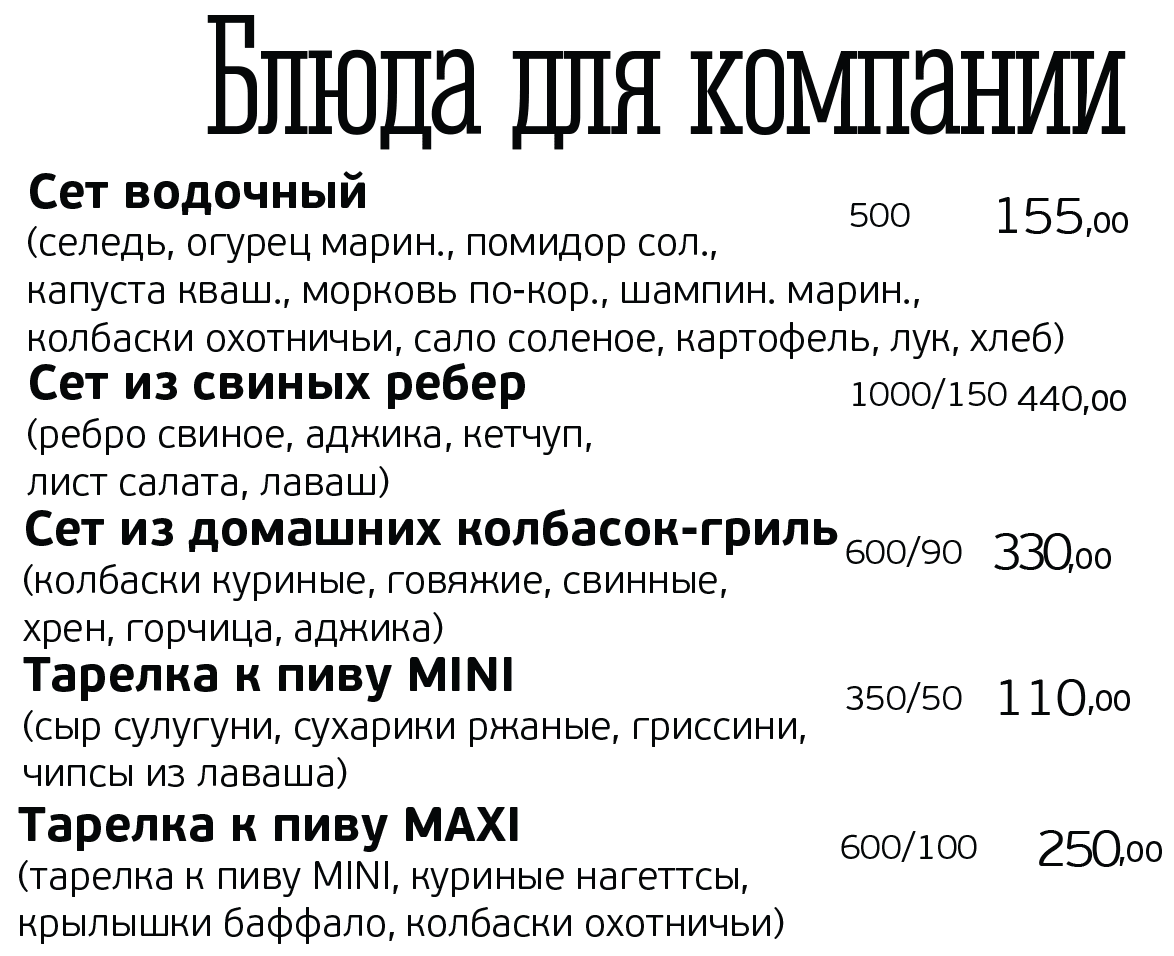 Блюда для компании
Сет водочный 500 155,00
(селедь, огурец марин., помидор сол.,
капуста кваш., морковь по-кор., шампин. марин.,
колбаски охотничьи, сало соленое, картофель, лук, хлеб)
Сет из свиных ребер 1000/150 440,00
(ребро свиное, аджика, кетчуп,
лист салата, лаваш)
Сет из домашних колбасок-гриль 600/90 330,00
(колбаски куриные, говяжие, свинные,
хрен, горчица, аджика)
Тарелка к пиву MINI 350/50 110,00
(сыр сулугуни, сухарики ржаные, гриссини,
чипсы из лаваша)
Тарелка к пиву MAXI 600/100 250,00
(тарелка к пиву MINI, куриные нагеттсы,
крылышки баффало, колбаски охотничьи)